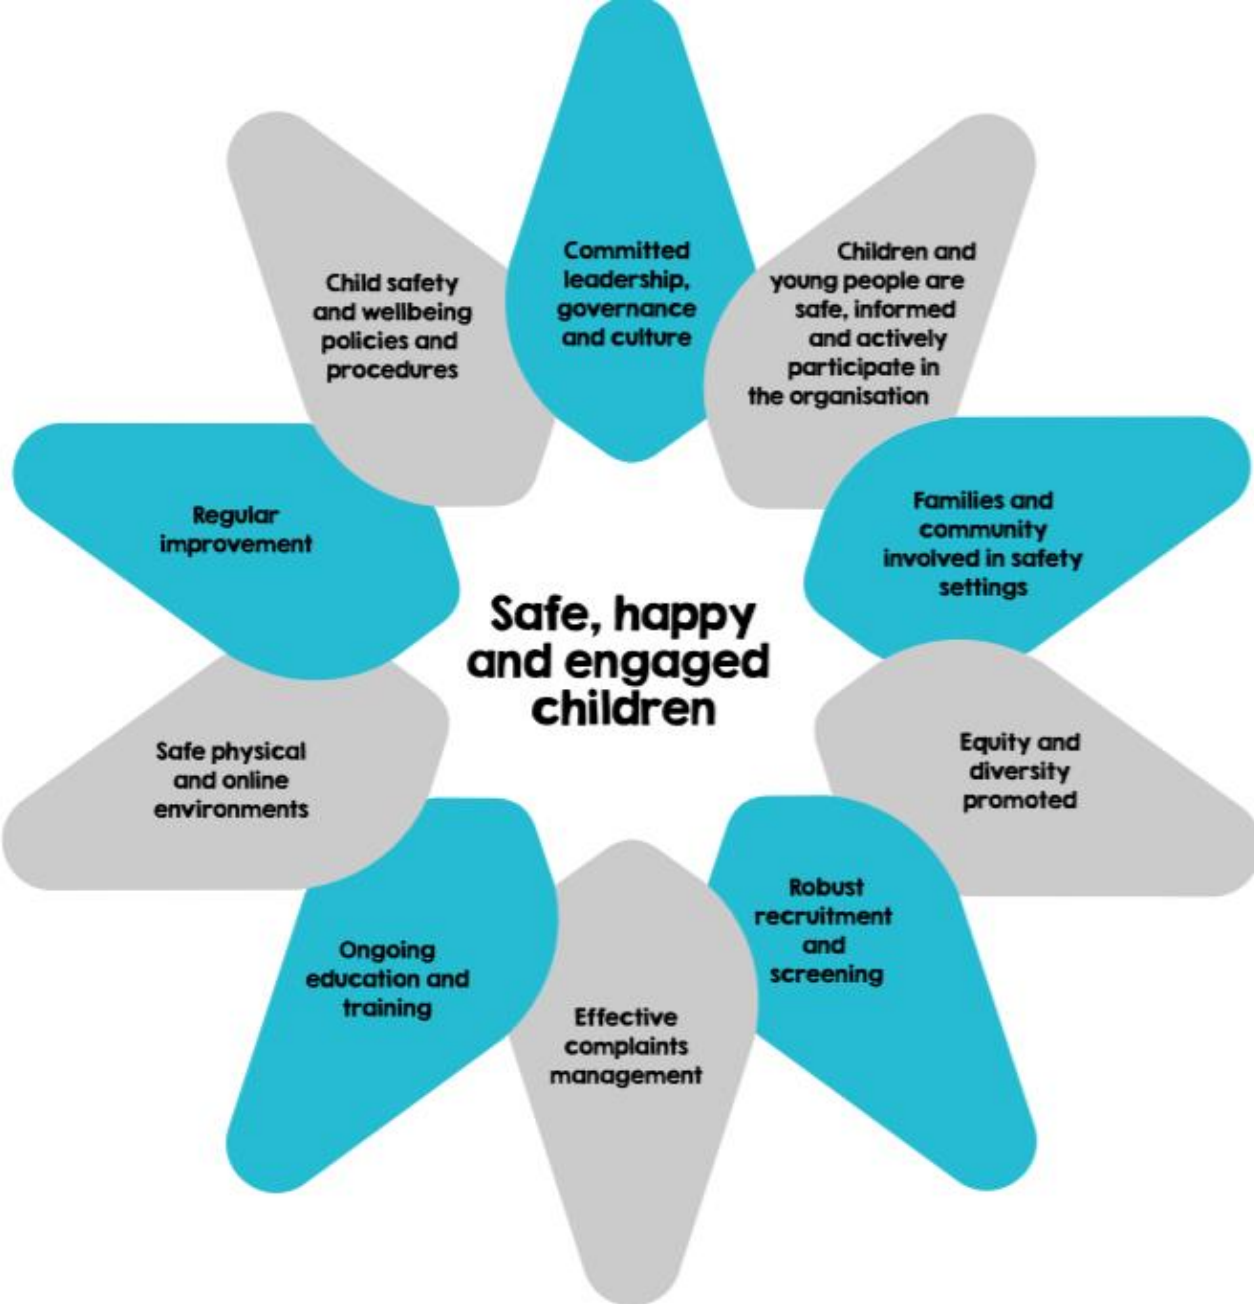 Committed
leadership,
governance
and culture
Children and
young people are
safe, informed
and actively
participate in
the organisation
Families and
community
involved in safety
settings
Equity and
diversity
promoted
Robust
recruitment
and
screening
Effective
complaints
management
Ongoing
education and
training
Safe physical
and online
environments
Regular
improvement
Child safety
and wellbeing
policies and
procedures
Safe, happy
and engaged
children